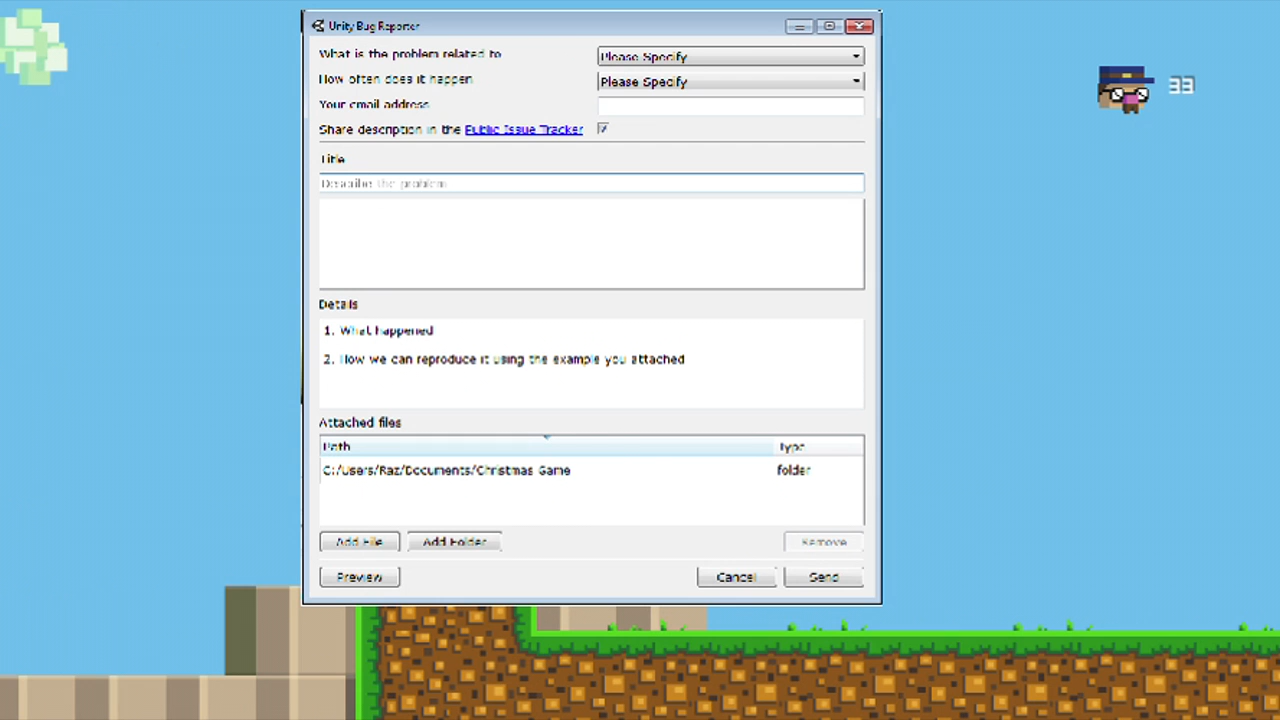 Unity Bug Reporter
33
What is the problem related to
Please Specify
How often does it happen
Please Specify
Your email address
Share description in the Public Issue Tracker
Title
Describe the problem
Details
1. What happened
2. How we can reproduce it using the example you attached
Attached files
Path Type
C:/Users/Raz/Documents/Christmas Game folder
Add File Add Folder Remove
Preview Cancel Send